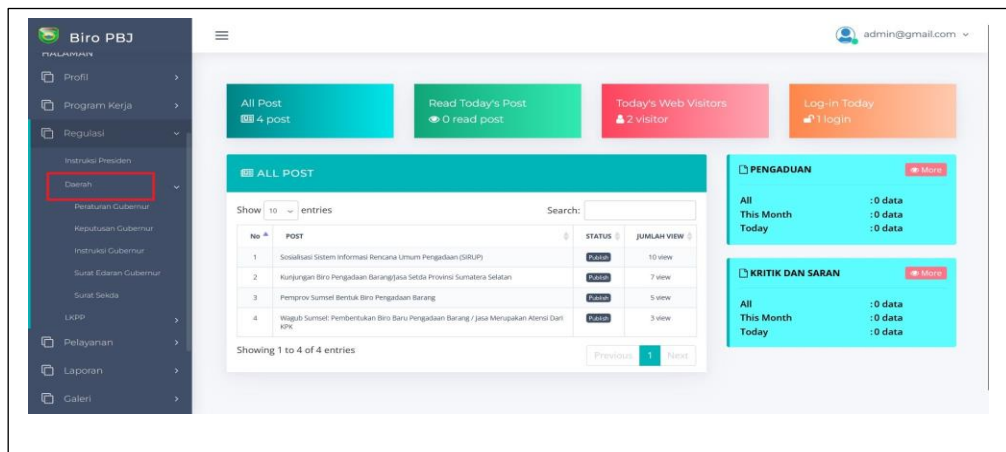 Biro PBJ
admin@gmail.com
HALAMAN
Profil
Program Kerja
Regulasi
Instruksi Presiden
Daerah
Peraturan Gubernur
Keputusan Gubernur
Instruksi Gubernur
Surat Edaran Gubernur
Surat Sekda
LKPP
Pelayanan
Laporan
Galeri
All Post
4 post
Read Today's Post
0 read post
Today's Web Visitors
2 visitor
Log-in Today
1 login
ALL POST
Show 10 entries
Search:
No POST STATUS JUMLAH VIEW
1 Sosialisasi Sistem Informasi Rencana Umum Pengadaan (SIRUP) Publish 10 view
2 Kunjungan Biro Pengadaan Barang/Jasa Setda Provinsi Sumatera Selatan Publish 7 view
3 Pemprov Sumsel Bentuk Biro Pengadaan Barang Publish 5 view
4 Wagub Sumsel: Pembentukan Biro Baru Pengadaan Barang / Jasa Merupakan Atensi Dari Publish 3 view
KPK
Showing 1 to 4 of 4 entries
Previous 1 Next
PENGADUAN More
All : 0 data
This Month : 0 data
Today : 0 data
KRITIK DAN SARAN More
All : 0 data
This Month : 0 data
Today : 0 data